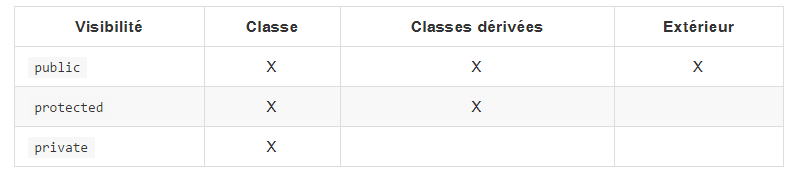 Visibilité Classe Classes dérivées Extérieur
public X X X
protected X X
private X